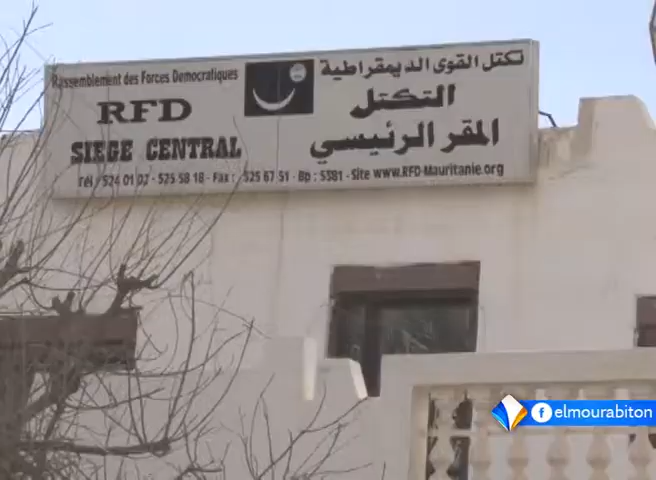 Rassemblement des Forces Democratiques
تكتل القوى الديمقراطية
RFD
التكتل
SIEGE CENTRAL
المقر الرئيسي
Tél : 524 01 02 - 525 58 18 - Fax : 525 67 51 - Bp : 5381 - Site www.RFD-Mauritanie.org
elmourabiton